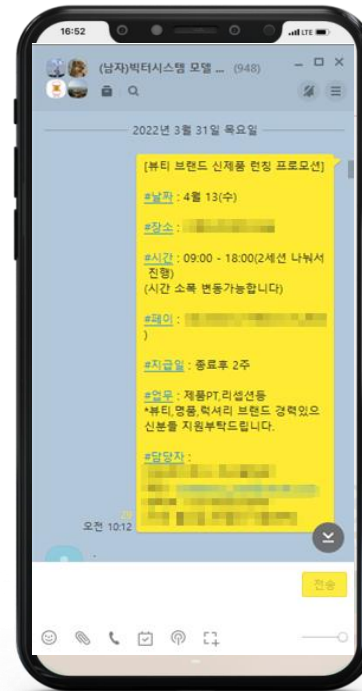 16:52
LTE
(남자)빅터시스템 모델 ... (948)
2022년 3월 31일 목요일
[뷰티 브랜드 신제품 런칭 프로모션]
#날짜 : 4월 13(수)
#장소 :
#시간 : 09:00 - 18:00(2세션 나눠서
진행)
(시간 소폭 변동가능합니다)
#페이 :
)
#지급일 : 종료후 2주
#업무 : 제품PT,리셉션등
*뷰티,명품,럭셔리 브랜드 경력있으
신분들 지원부탁드립니다.
#담당자 :
오전 10:12
전송